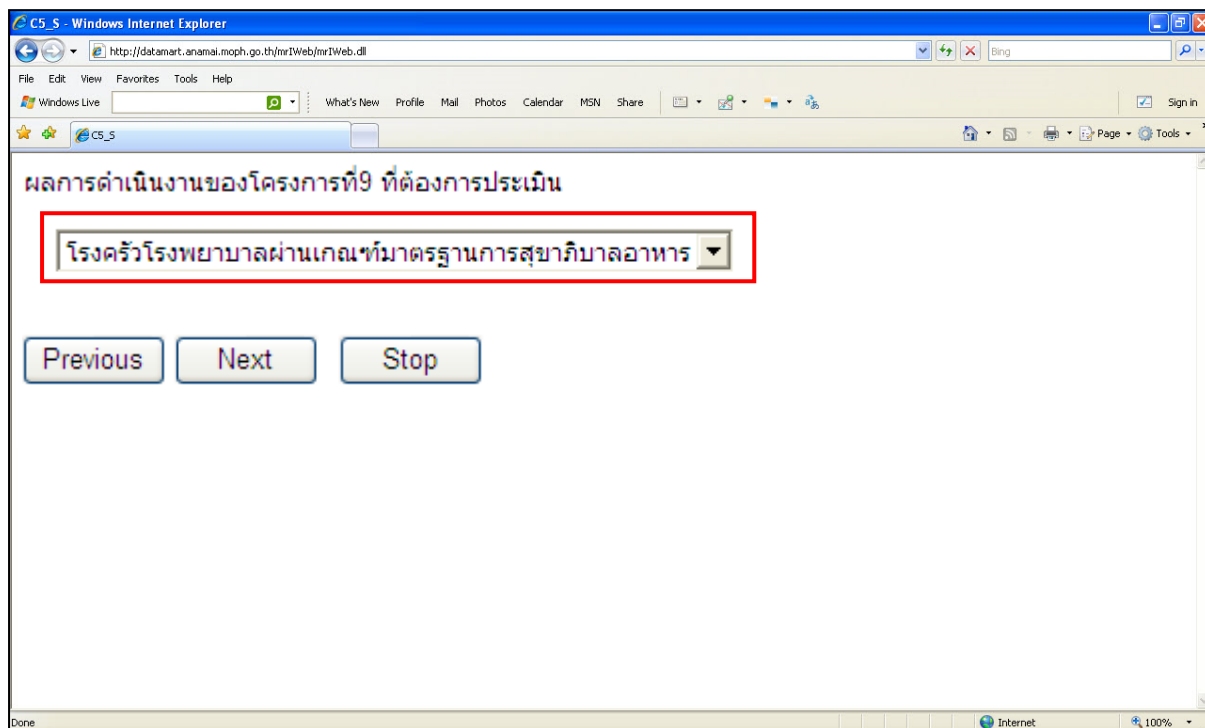 C5_S - Windows Internet Explorer
http://datamart.anamai.moph.go.th/mrIWeb/mrIWeb.dll Bing
File Edit View Favorites Tools Help
Windows Live What's New Profile Mail Photos Calendar MSN Share Sign in
C5_S Page Tools
ผลการดำเนินงานของโครงการที่9 ที่ต้องการประเมิน
โรงครัวโรงพยาบาลผ่านเกณฑ์มาตรฐานการสุขาภิบาลอาหาร
Previous Next Stop
Done Internet 100%